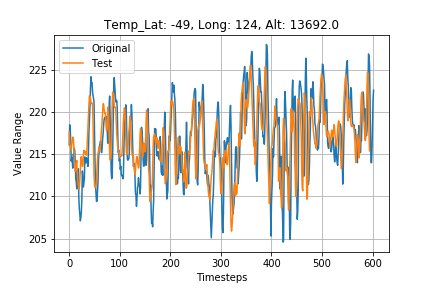 Temp_Lat: -49, Long: 124, Alt: 13692.0
Original
Test
Value Range
225
220
215
210
205
0 100 200 300 400 500 600
Timesteps